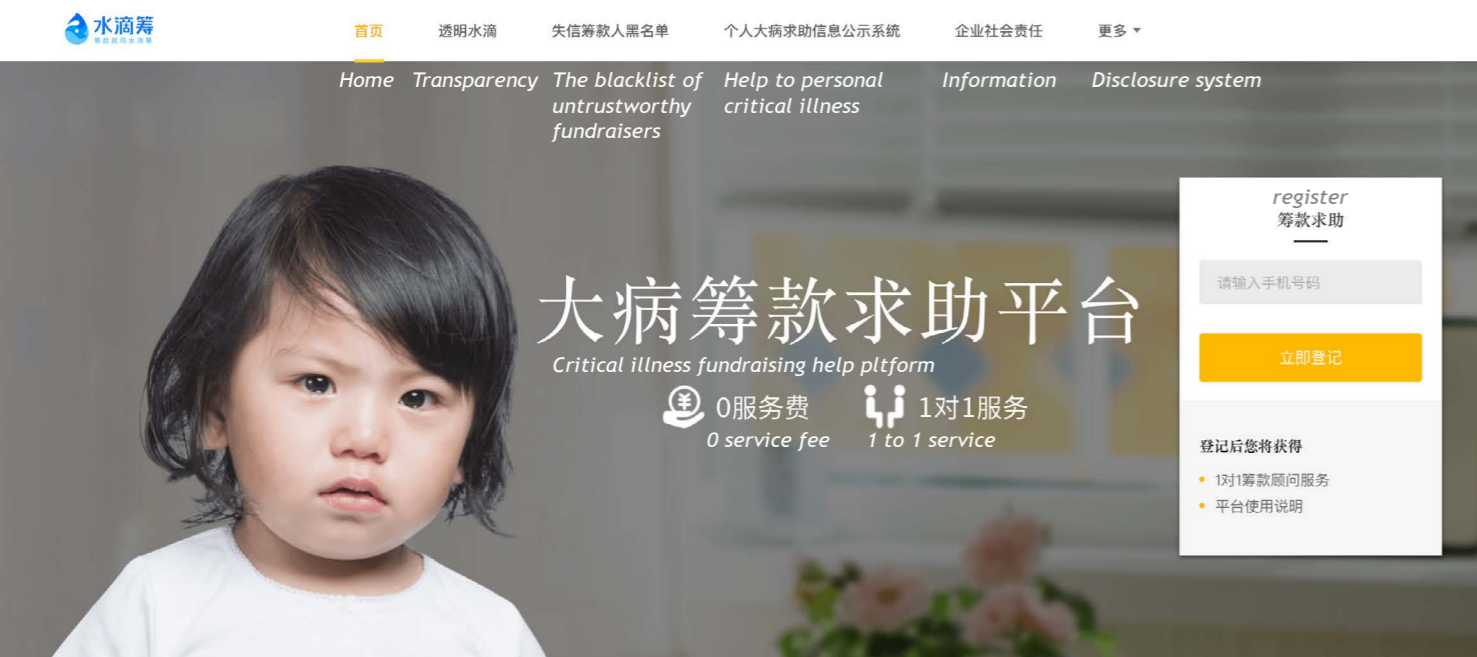 水滴筹
首页 透明水滴 失信筹款人黑名单 个人大病求助信息公示系统 企业社会责任 更多
Home Transparency The blacklist of Help to personal Information Disclosure system
untrustworthy critical illness
fundraisers
register
筹款求助
请输入手机号码
立即登记
大病筹款求助平台
Critical illness fundraising help pltform
0服务费 1对1服务
0 service fee 1 to 1 service
登记后您将获得
1对1筹款顾问服务
平台使用说明